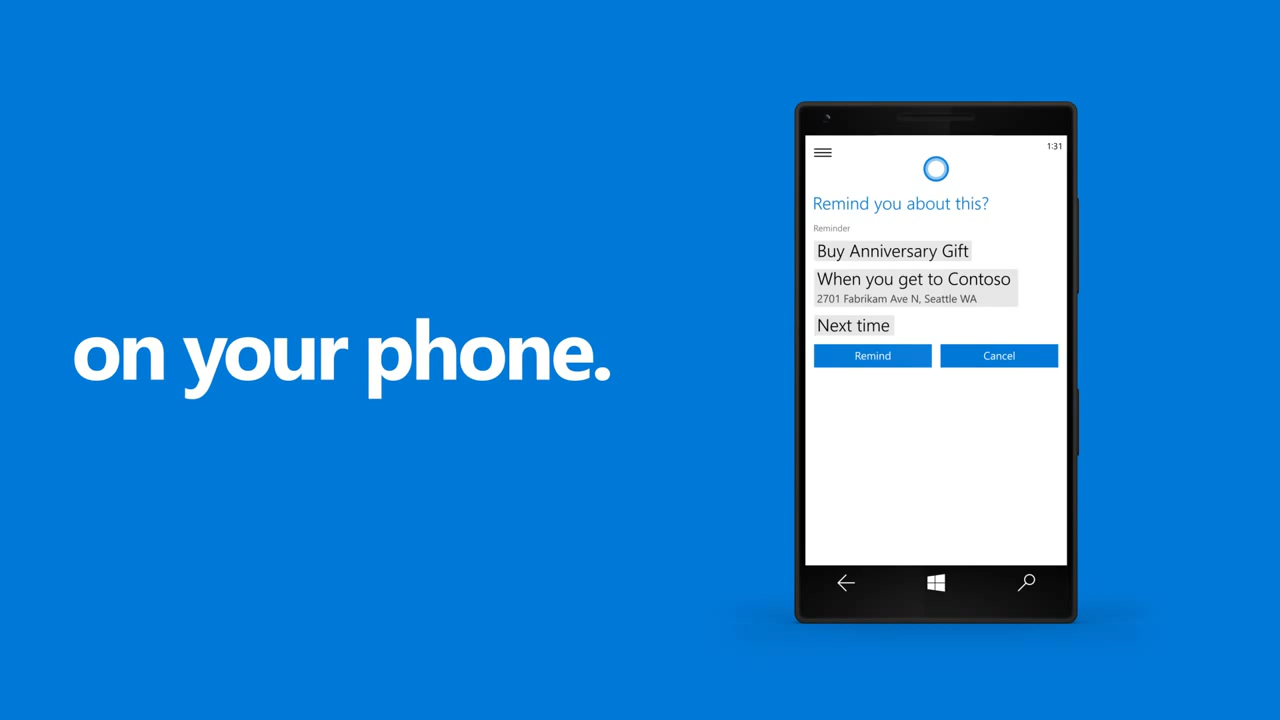 on your phone.
1:31
Remind you about this?
Reminder
Buy Anniversary Gift
When you get to Contoso
2701 Fabrikam Ave N, Seattle WA
Next time
Remind
Cancel